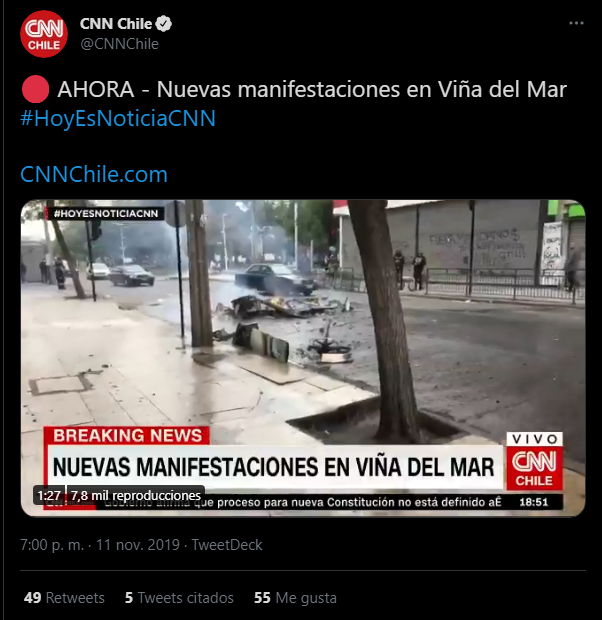 CNN Chile
@CNNChile
CNN
CHILE
🔴 AHORA - Nuevas manifestaciones en Viña del Mar
#HoyEsNoticiaCNN
CNNChile.com
CNN
CHILE
#HOYESNOTICIACNN
BREAKING NEWS
NUEVAS MANIFESTACIONES EN VIÑA DEL MAR
VIVO
CNN
CHILE
1:27 7,8 mil reproducciones
que proceso para nueva Constitución no está definido aÉ 18:51
7:00 p. m. · 11 nov. 2019 · TweetDeck
49 Retweets 5 Tweets citados 55 Me gusta